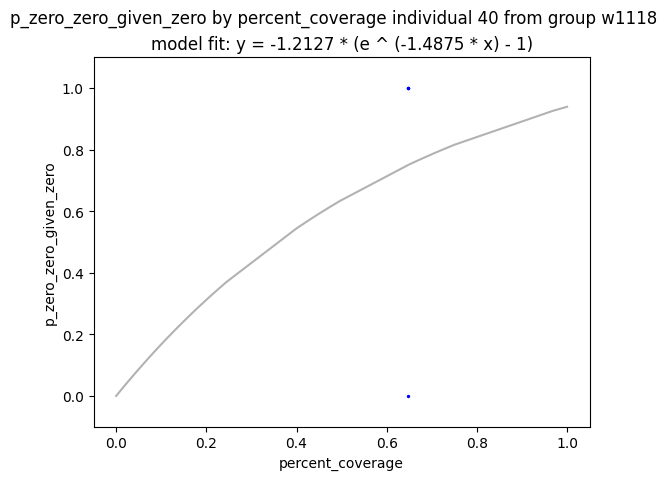 p_zero_zero_given_zero by percent_coverage individual 40 from group w1118
model fit: y = -1.2127 * (e ^ (-1.4875 * x) - 1)
1.0
0.8
0.6
0.4
0.2
0.0
p_zero_zero_given_zero
0.0 0.2 0.4 0.6 0.8 1.0
percent_coverage